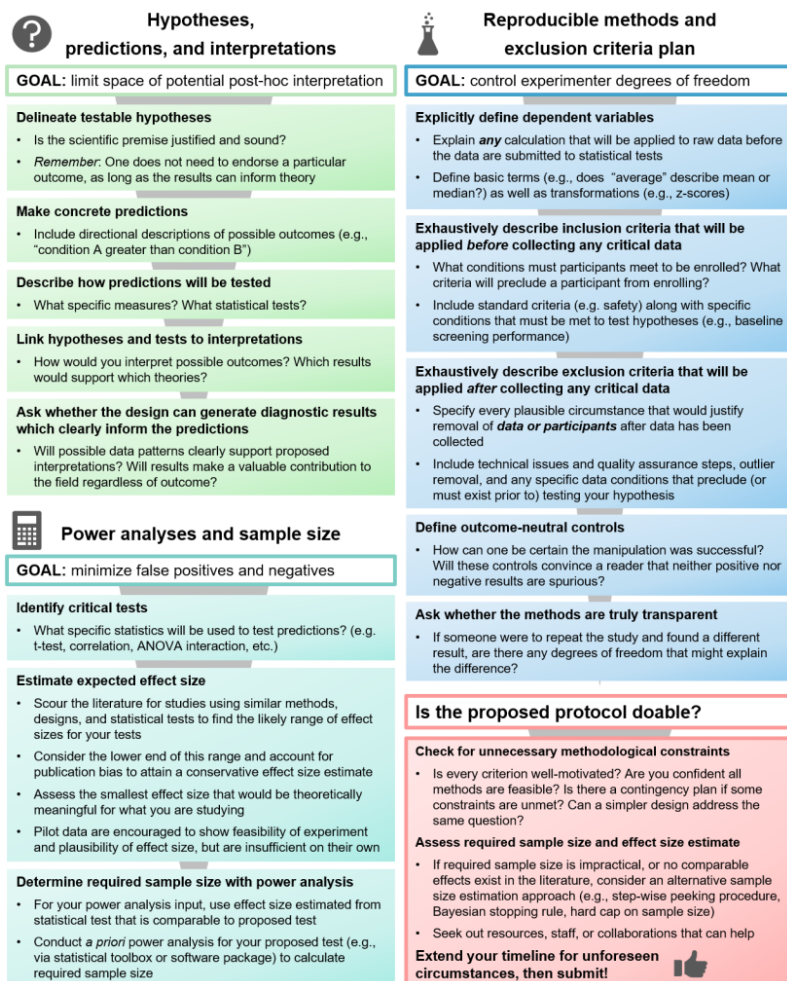 Hypotheses,
predictions, and interpretations
GOAL: limit space of potential post-hoc interpretation
Delineate testable hypotheses
• Is the scientific premise justified and sound?
• Remember: One does not need to endorse a particular
outcome, as long as the results can inform theory
Make concrete predictions
• Include directional descriptions of possible outcomes (e.g.,
“condition A greater than condition B”)
Describe how predictions will be tested
• What specific measures? What statistical tests?
Link hypotheses and tests to interpretations
• How would you interpret possible outcomes? Which results
would support which theories?
Ask whether the design can generate diagnostic results
which clearly inform the predictions
• Will possible data patterns clearly support proposed
interpretations? Will results make a valuable contribution to
the field regardless of outcome?
Power analyses and sample size
GOAL: minimize false positives and negatives
Identify critical tests
• What specific statistics will be used to test predictions? (e.g.
t-test, correlation, ANOVA interaction, etc.)
Estimate expected effect size
• Scour the literature for studies using similar methods,
designs, and statistical tests to find the likely range of effect
sizes for your tests
• Consider the lower end of this range and account for
publication bias to attain a conservative effect size estimate
• Assess the smallest effect size that would be theoretically
meaningful for what you are studying
• Pilot data are encouraged to show feasibility of experiment
and plausibility of effect size, but are insufficient on their own
Determine required sample size with power analysis
• For your power analysis input, use effect size estimated from
statistical test that is comparable to proposed test
• Conduct a priori power analysis for your proposed test (e.g.,
via statistical toolbox or software package) to calculate
required sample size
Reproducible methods and
exclusion criteria plan
GOAL: control experimenter degrees of freedom
Explicitly define dependent variables
• Explain any calculation that will be applied to raw data before
the data are submitted to statistical tests
• Define basic terms (e.g., does “average” describe mean or
median?) as well as transformations (e.g., z-scores)
Exhaustively describe inclusion criteria that will be
applied before collecting any critical data
• What conditions must participants meet to be enrolled? What
criteria will preclude a participant from enrolling?
• Include standard criteria (e.g. safety) along with specific
conditions that must be met to test hypotheses (e.g., baseline
screening performance)
Exhaustively describe exclusion criteria that will be
applied after collecting any critical data
• Specify every plausible circumstance that would justify
removal of data or participants after data has been
collected
• Include technical issues and quality assurance steps, outlier
removal, and any specific data conditions that preclude (or
must exist prior to) testing your hypothesis
Define outcome-neutral controls
• How can one be certain the manipulation was successful?
Will these controls convince a reader that neither positive nor
negative results are spurious?
Ask whether the methods are truly transparent
• If someone were to repeat the study and found a different
result, are there any degrees of freedom that might explain
the difference?
Is the proposed protocol doable?
Check for unnecessary methodological constraints
• Is every criterion well-motivated? Are you confident all
methods are feasible? Is there a contingency plan if some
constraints are unmet? Can a simpler design address the
same question?
Assess required sample size and effect size estimate
• If required sample size is impractical, or no comparable
effects exist in the literature, consider an alternative sample
size estimation approach (e.g., step-wise peeking procedure,
Bayesian stopping rule, hard cap on sample size)
• Seek out resources, staff, or collaborations that can help
Extend your timeline for unforeseen
circumstances, then submit!